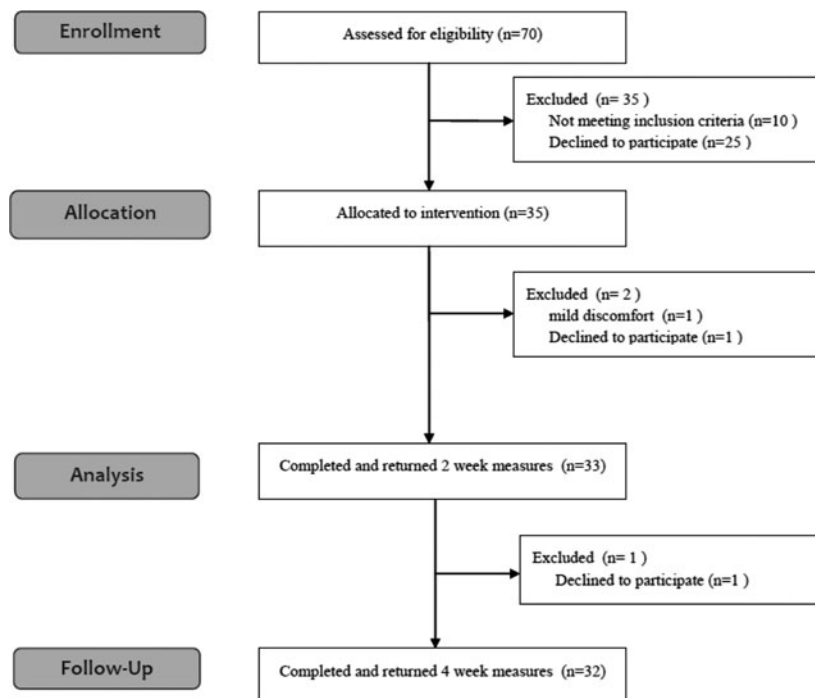 Enrollment
Assessed for eligibility (n=70)
Excluded (n= 35 )
Not meeting inclusion criteria (n=10 )
Declined to participate (n=25 )
Allocation
Allocated to intervention (n=35)
Excluded (n= 2 )
mild discomfort (n=1 )
Declined to participate (n=1 )
Analysis
Completed and returned 2 week measures (n=33)
Excluded (n= 1 )
Declined to participate (n=1 )
Follow-Up
Completed and returned 4 week measures (n=32)